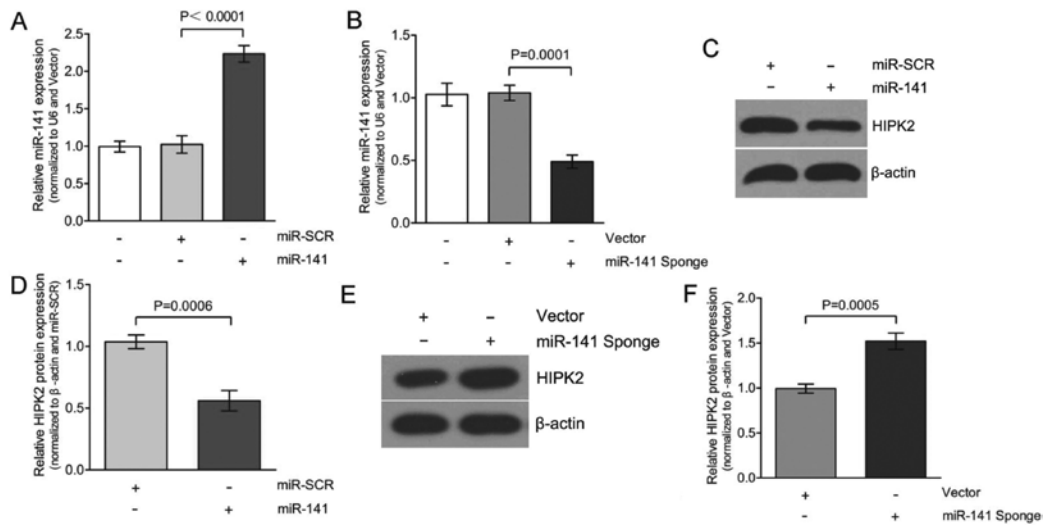 A
P< 0.0001
Relative miR-141 expression
(normalized to U6 and Vector)
2.5
2.0
1.5
1.0
0.5
0.0
- + - miR-SCR
- - + miR-141
B
P=0.0001
Relative miR-141 expression
(normalized to U6 and Vector)
1.5
1.0
0.5
0.0
- + - Vector
- - + miR-141 Sponge
C
+ - miR-SCR
- + miR-141
HIPK2
β-actin
D
P=0.0006
Relative HIPK2 protein expression
(normalized to β -actin and miR-SCR)
1.5
1.0
0.5
0.0
+ - miR-SCR
- + miR-141
E
+ - Vector
- + miR-141 Sponge
HIPK2
β-actin
F
P=0.0005
Relative HIPK2 protein expression
(normalized to β -actin and Vector)
2.0
1.5
1.0
0.5
0.0
+ - Vector
- + miR-141 Sponge